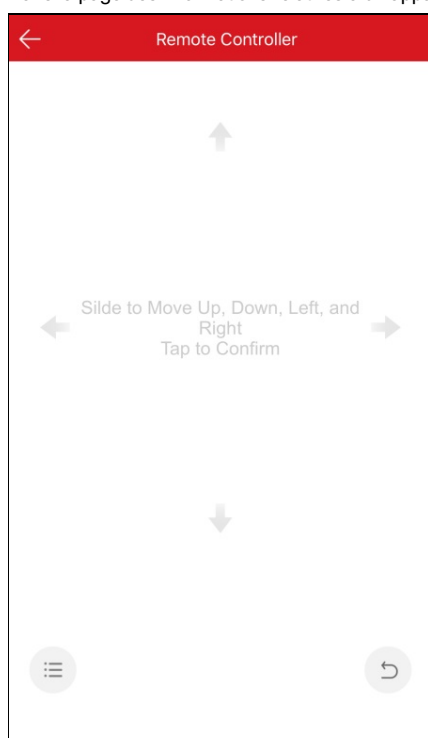 Remote Controller
Silde to Move Up, Down, Left, and
Right
Tap to Confirm